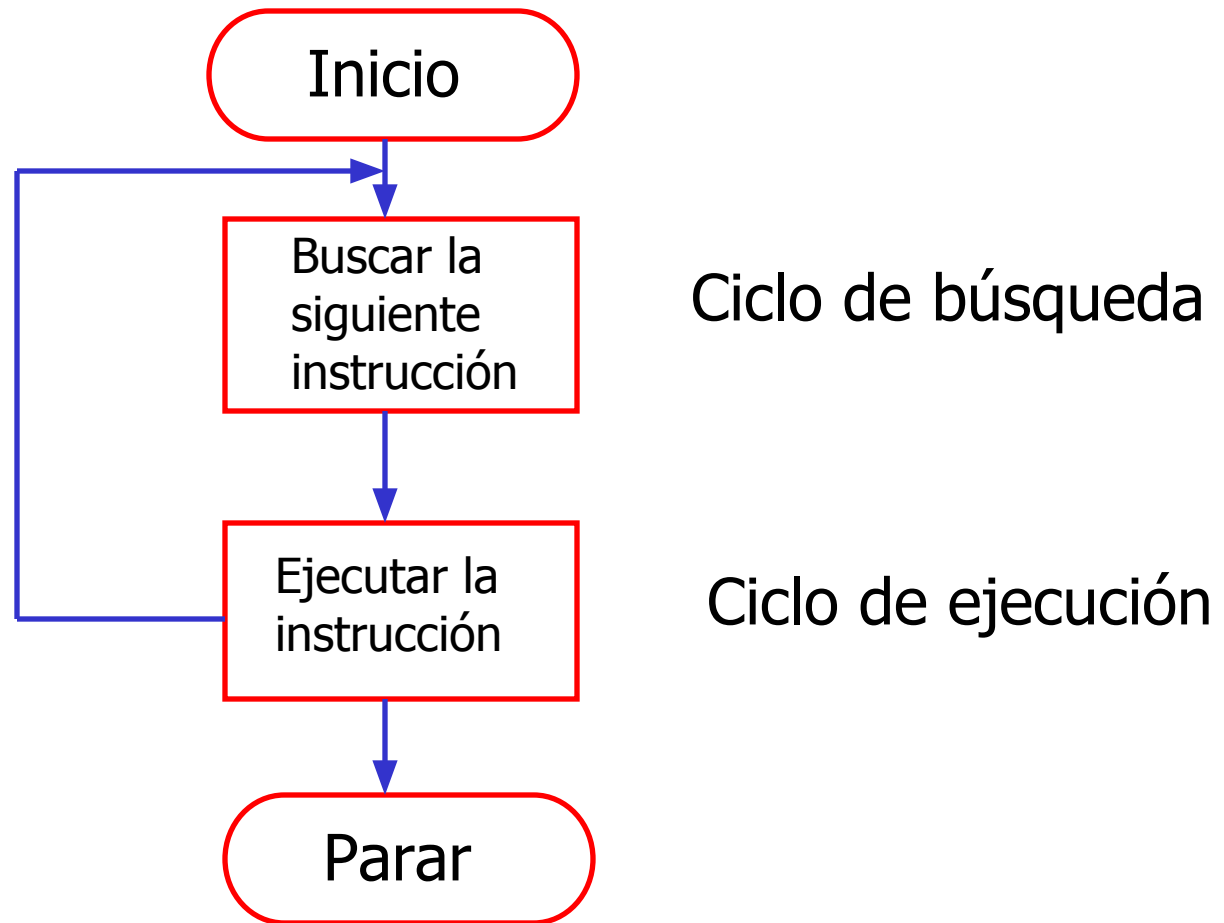 Inicio
Buscar la
siguiente
instrucción
Ciclo de búsqueda
Ejecutar la
instrucción
Ciclo de ejecución
Parar